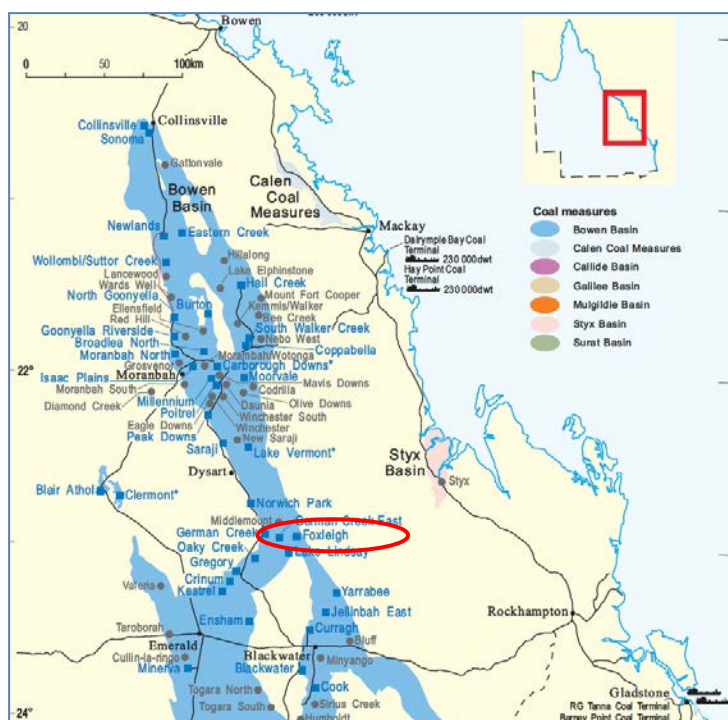 20
Bowen
0 50 100km
Collinsville
Collinsville
Sonoma
Gattonvale
Bowen
Basin
Calen
Coal
Measures
Newlands
Eastern Creek
Mackay
Dalrymple Bay Coal
Terminal
230 000dwt
Hay Point Coal
Terminal
230 000dwt
Wollombi/Suttor Creek
Hillalong
Lancewood
Lake Elphinstone
Wards Well
Hail Creek
North Goonyella
Burton
Mount Fort Cooper
Ellensfield
Kemmis/Walker
Red Hill
Bee Creek
Goonyella
Riverside
South Walker Creek
Nebo West
Broadlea North
Coppabella
Moranbah North
Moranbah/Wotonga
Grosvenor
Carborough Downs*
22°
Moranbah
Moorvale
Isaac Plains
Mavis Downs
Moranbah South
Codrilla
Millennium
Olive Downs
Diamond Creek
Daunia
Poitrel
Winchester South
Eagle Downs
Winchester
Peak Downs
New Saraji
Saraji
Lake Vermont*
Dysart
Styx
Basin
Styx
Blair Athol
Clermont*
Norwich Park
Middlemount
German Creek East
German Creek
Foxleigh
Oaky Creek
Lake Lindsay
Gregory
Crinum
Kestrel
Valeria
Yarrabee
Jellinbah East
Rockhampton
Ensham
Curragh
Taroborah
Bluff
Emerald
Blackwater
Cullin-la-ringo
Minyango
Minerva
Blackwater
Togara North
Cook
Togara South
Sirius Creek
24°
Humboldt
Gladstone
RG Tanna Coal Terminal
Barney Point Coal Terminal
Coal measures
Bowen Basin
Calen Coal Measures
Callide Basin
Galilee Basin
Mulgildie Basin
Styx Basin
Surat Basin